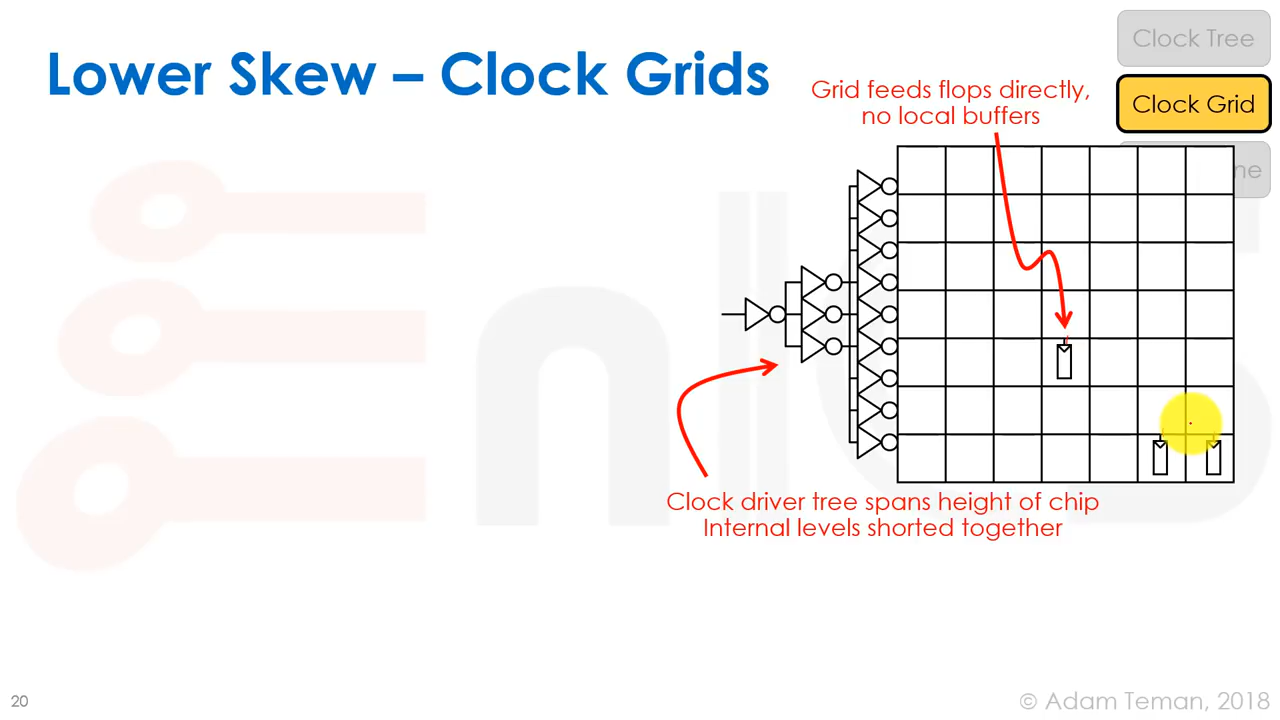 Lower Skew – Clock Grids
Clock Tree
Clock Grid
Grid feeds flops directly,
no local buffers
Clock driver tree spans height of chip
Internal levels shorted together
20
© Adam Teman, 2018